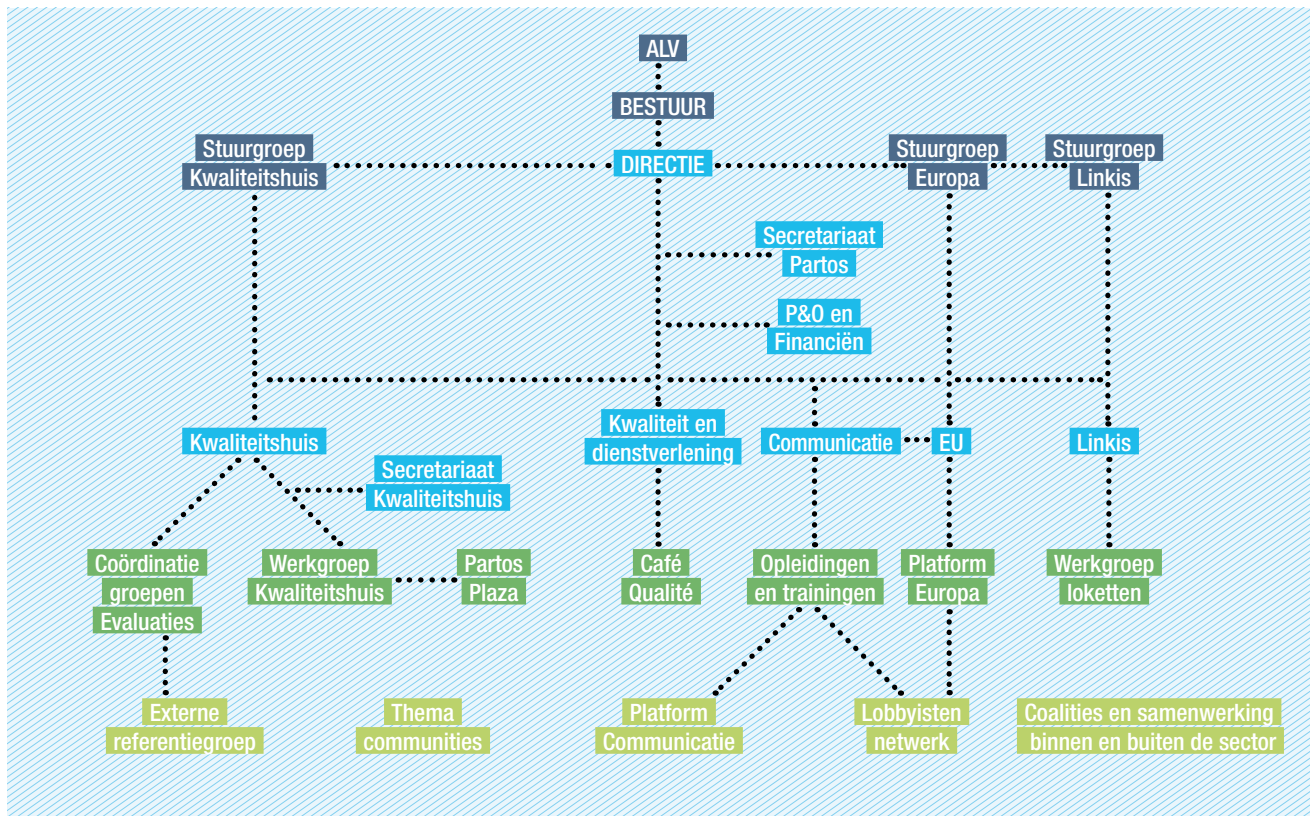 ALV
BESTUUR
Stuurgroep
Kwaliteitshuis
DIRECTIE
Stuurgroep
Europa
Stuurgroep
Linkis
Secretariaat
Partos
P&O en
Financiën
Kwaliteitshuis
Kwaliteit en
dienstverlening
Communicatie
EU
Linkis
Secretariaat
Kwaliteitshuis
Coördinatie
groepen
Evaluaties
Werkgroep
Kwaliteitshuis
Partos
Plaza
Café
Qualité
Opleidingen
en trainingen
Platform
Europa
Werkgroep
loketten
Externe
referentiegroep
Thema
communities
Platform
Communicatie
Lobbyisten
netwerk
Coalities en samenwerking
binnen en buiten de sector